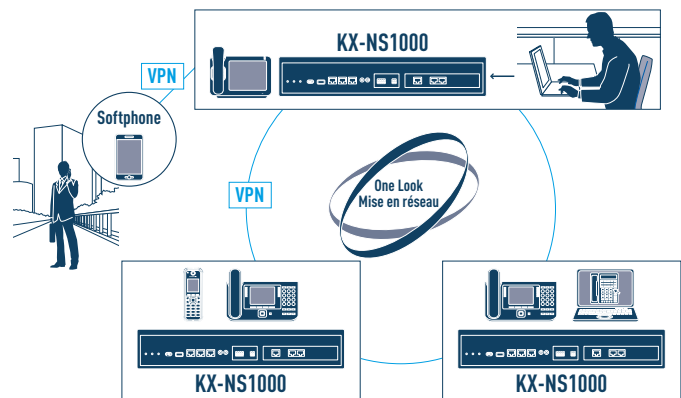 KX-NS1000
VPN
Softphone
VPN
One Look
Mise en réseau
KX-NS1000
KX-NS1000